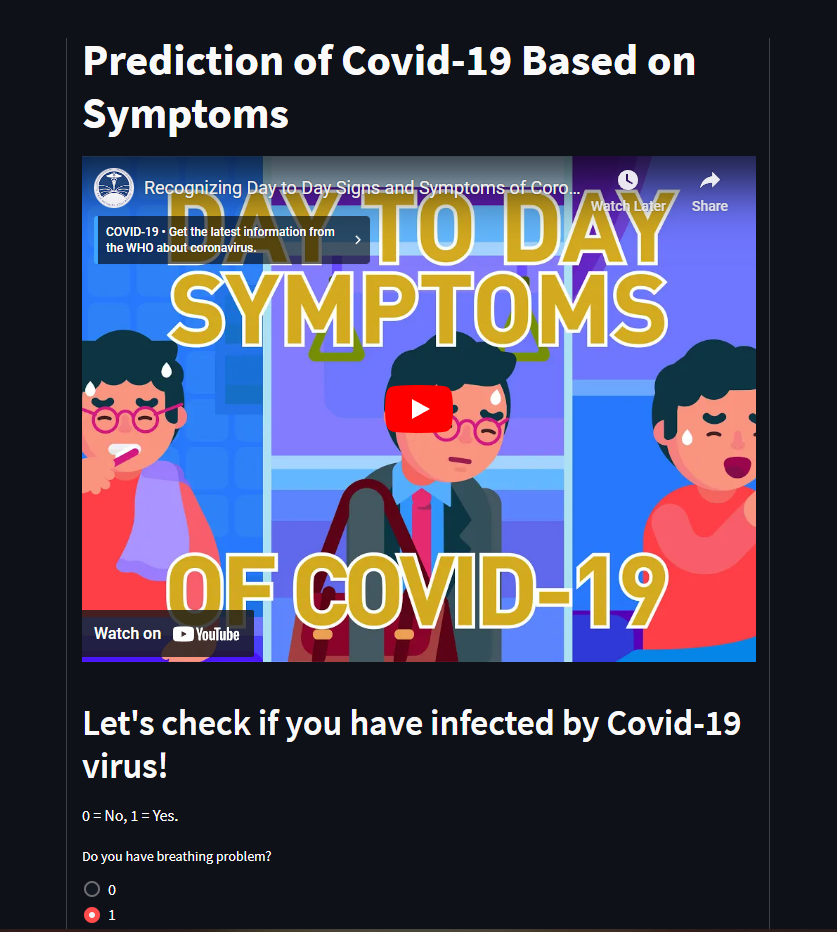 Prediction of Covid-19 Based on
Symptoms
Recognizing Day to Day Signs and Symptoms of Coro...
Watch Later
Share
DAY TO DAY
COVID-19 • Get the latest information from
the WHO about coronavirus.
SYMPTOMS
OF COVID-19
Watch on YouTube
Let's check if you have infected by Covid-19
virus!
0 = No, 1 = Yes.
Do you have breathing problem?
0
1